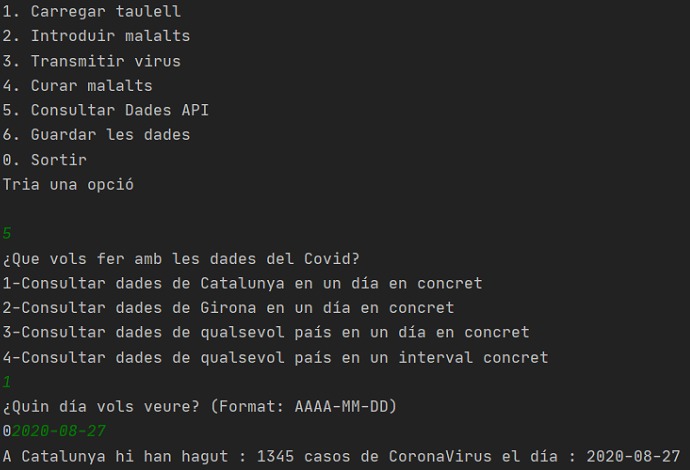 1. Carregar taulell
2. Introduir malalts
3. Transmitir virus
4. Curar malalts
5. Consultar Dades API
6. Guardar les dades
0. Sortir
Tria una opció
5
¿Que vols fer amb les dades del Covid?
1-Consultar dades de Catalunya en un día en concret
2-Consultar dades de Girona en un día en concret
3-Consultar dades de qualsevol país en un día en concret
4-Consultar dades de qualsevol país en un interval concret
1
¿Quin día vols veure? (Format: AAAA-MM-DD)
02020-08-27
A Catalunya hi han hagut : 1345 casos de CoronaVirus el día : 2020-08-27